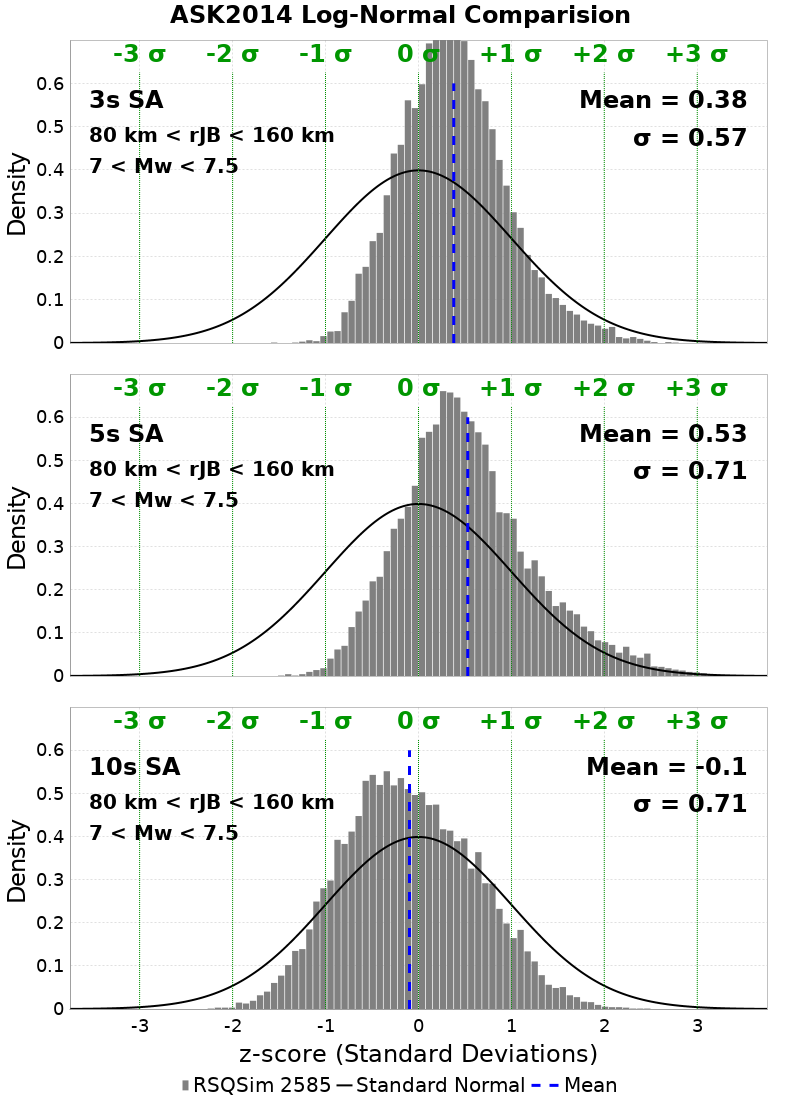 ASK2014 Log-Normal Comparision
-3 σ -2 σ -1 σ 0 σ +1 σ +2 σ +3 σ
0.6
3s SA
Mean = 0.38
0.5
80 km < rJB < 160 km
σ = 0.57
0.4
7 < Mw < 7.5
0.3
0.2
0.1
0
Density
-3 σ -2 σ -1 σ 0 σ +1 σ +2 σ +3 σ
0.6
5s SA
Mean = 0.53
0.5
80 km < rJB < 160 km
σ = 0.71
0.4
7 < Mw < 7.5
0.3
0.2
0.1
0
Density
-3 σ -2 σ -1 σ 0 σ +1 σ +2 σ +3 σ
0.6
10s SA
Mean = -0.1
0.5
80 km < rJB < 160 km
σ = 0.71
0.4
7 < Mw < 7.5
0.3
0.2
0.1
0
Density
-3 -2 -1 0 1 2 3
z-score (Standard Deviations)
RSQSim 2585 Standard Normal Mean